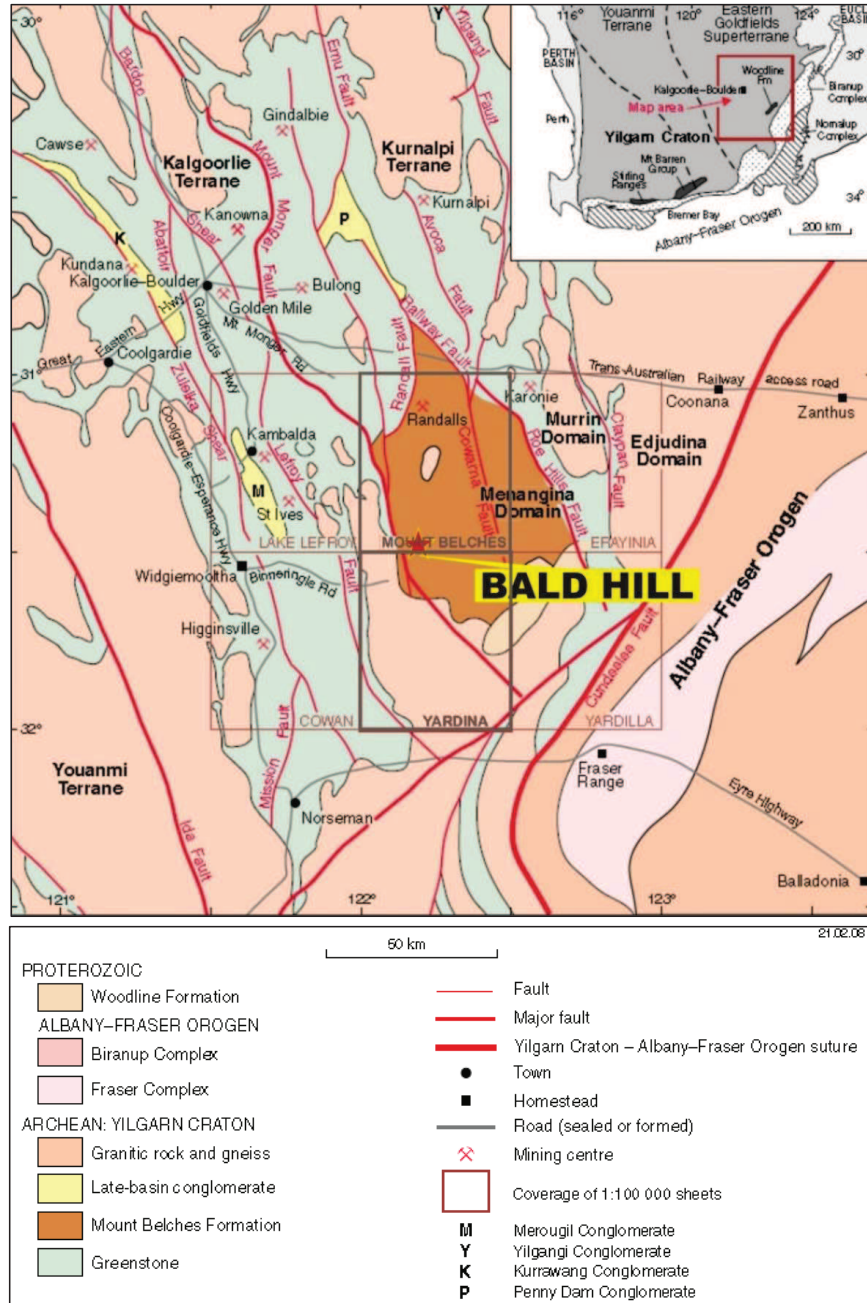 30°
116°
Youanmi
Terrane
120°
Eastern
Goldfields
Superterrane
124°
EUCLA
BASIN
30°
PERTH
BASIN
Woodline
Fm
Kalgoorlie–Boulder
Biranup
Complex
Map area
Perth
Nornalup
Complex
Yilgarn Craton
Mt Barren
Group
Stirling
Ranges
34°
Bremer Bay
Albany–Fraser Orogen
200 km
Y
Yilgangi
Fault
Bardoc
Emu Fault
Gindalbie
Cawse
Kalgoorlie
Terrane
Mount
Monger
Fault
Kurnalpi
Terrane
Kurnalpi
P
Avoca
Fault
Kanowna
Abattoir
Shear
K
Kundana
Kalgoorlie–Boulder
Bulong
Golden Mile
Goldfields Hwy
Mt Monger Rd
Railway Fault
Randall Fault
Great Eastern Hwy
Coolgardie
31°
Trans-Australian Railway access road
Coonana
Zanthus
Zuleika
Shear
Karonie
Randalls
Murrin
Domain
Edjudina
Domain
Claypan Fault
Kambalda
Lefroy
Fault
Cowarna Fault
Roe Hills Fault
Menangina
Domain
M
St Ives
Coolgardie–Esperance Hwy
LAKE LEFROY
MOUNT BELCHES
ERAYINIA
Widgiemooltha
Binneringie Rd
BALD HILL
Higginsville
Albany–Fraser Orogen
Cundeelee Fault
32°
COWAN
YARDINA
YARDILLA
Youanmi
Terrane
Mission
Fault
Fraser
Range
Eyre Highway
Norseman
Ida Fault
Balladonia
121°
122°
123°
21.02.08
50 km
PROTEROZOIC
Woodline Formation
ALBANY–FRASER OROGEN
Biranup Complex
Fraser Complex
ARCHEAN: YILGARN CRATON
Granitic rock and gneiss
Late-basin conglomerate
Mount Belches Formation
Greenstone
Fault
Major fault
Yilgarn Craton – Albany–Fraser Orogen suture
Town
Homestead
Road (sealed or formed)
Mining centre
Coverage of 1:100 000 sheets
M Merougil Conglomerate
Y Yilgangi Conglomerate
K Kurrawang Conglomerate
P Penny Dam Conglomerate